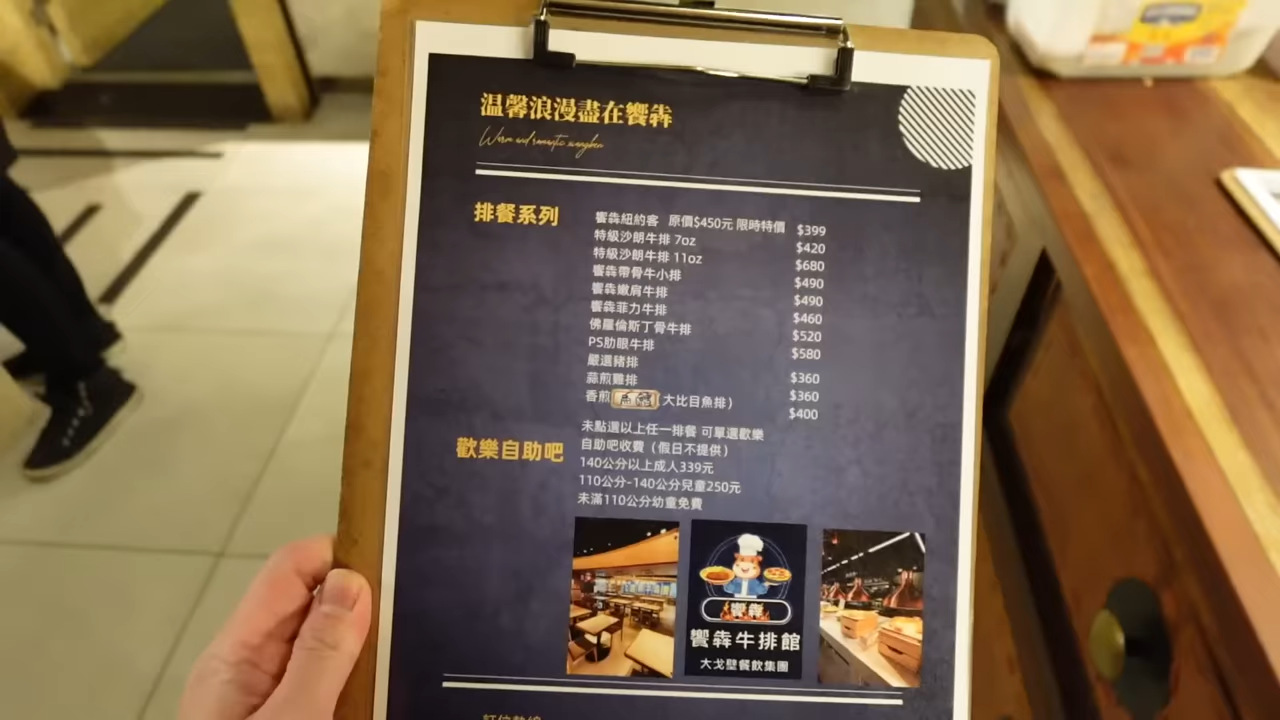 温馨浪漫盡在饗犇
Warm and romantic xiangben
排餐系列
饗犇紐約客 原價$450元 限時特價 $399
特級沙朗牛排 7oz $420
特級沙朗牛排 11oz $680
饗犇帶骨牛小排 $490
饗犇嫩肩牛排 $490
饗犇菲力牛排 $460
佛羅倫斯丁骨牛排 $520
PS肋眼牛排 $580
嚴選豬排 $360
蒜煎雞排 $360
香煎 (大比目魚排) $400
歡樂自助吧
未點選以上任一排餐 可單選歡樂
自助吧收費(假日不提供)
140公分以上成人339元
110公分-140公分兒童250元
未滿110公分幼童免費
饗犇
饗犇牛排館
大戈壁餐飲集團